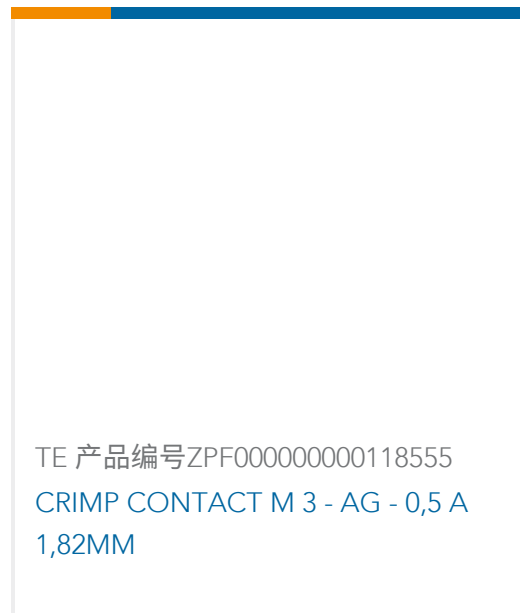 TE 产品编号ZPF000000000118555
CRIMP CONTACT M 3 - AG - 0,5 A
1,82MM